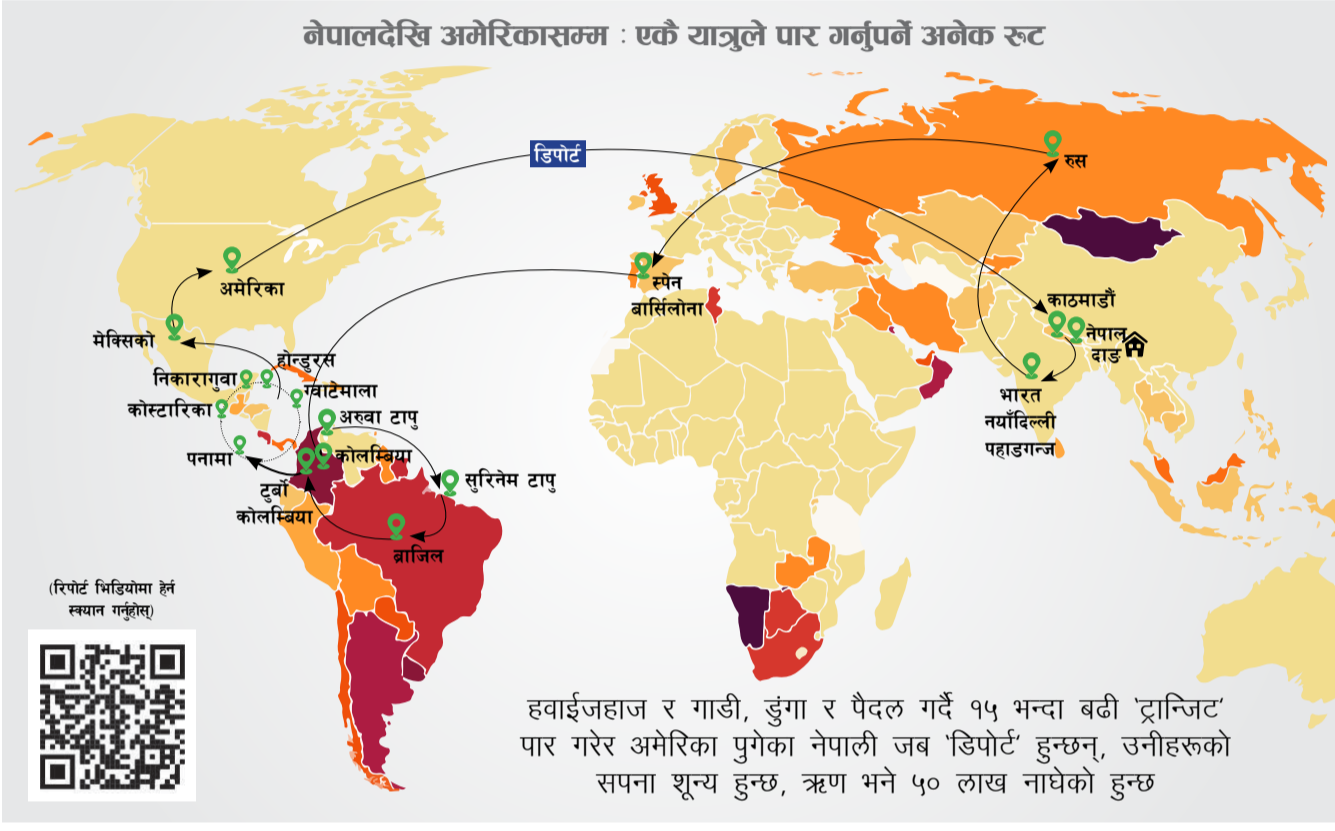 नेपालदेखि अमेरिकासम्म : एकै यात्रुले पार गर्नुपर्ने अनेक रूट
डिपोर्ट
रुस
अमेरिका
स्पेन
बार्सिलोना
काठमाडौं
नेपाल
दाङ
मेक्सिको
होन्डुरस
निकारागुवा
ग्वाटेमाला
कोस्टारिका
अरुवा टापु
भारत
नयाँदिल्ली
पहाडगन्ज
पनामा
कोलम्बिया
सुरिनेम टापु
टुर्बो
कोलम्बिया
ब्राजिल
(रिपोर्ट भिडियोमा हेर्न
स्क्यान गर्नुहोस्)
हवाईजहाज र गाडी, डुंगा र पैदल गर्दै १५ भन्दा बढी ‘ट्रान्जिट’
पार गरेर अमेरिका पुगेका नेपाली जब ‘डिपोर्ट’ हुन्छन्, उनीहरूको
सपना शून्य हुन्छ, ऋण भने ५० लाख नाघेको हुन्छ